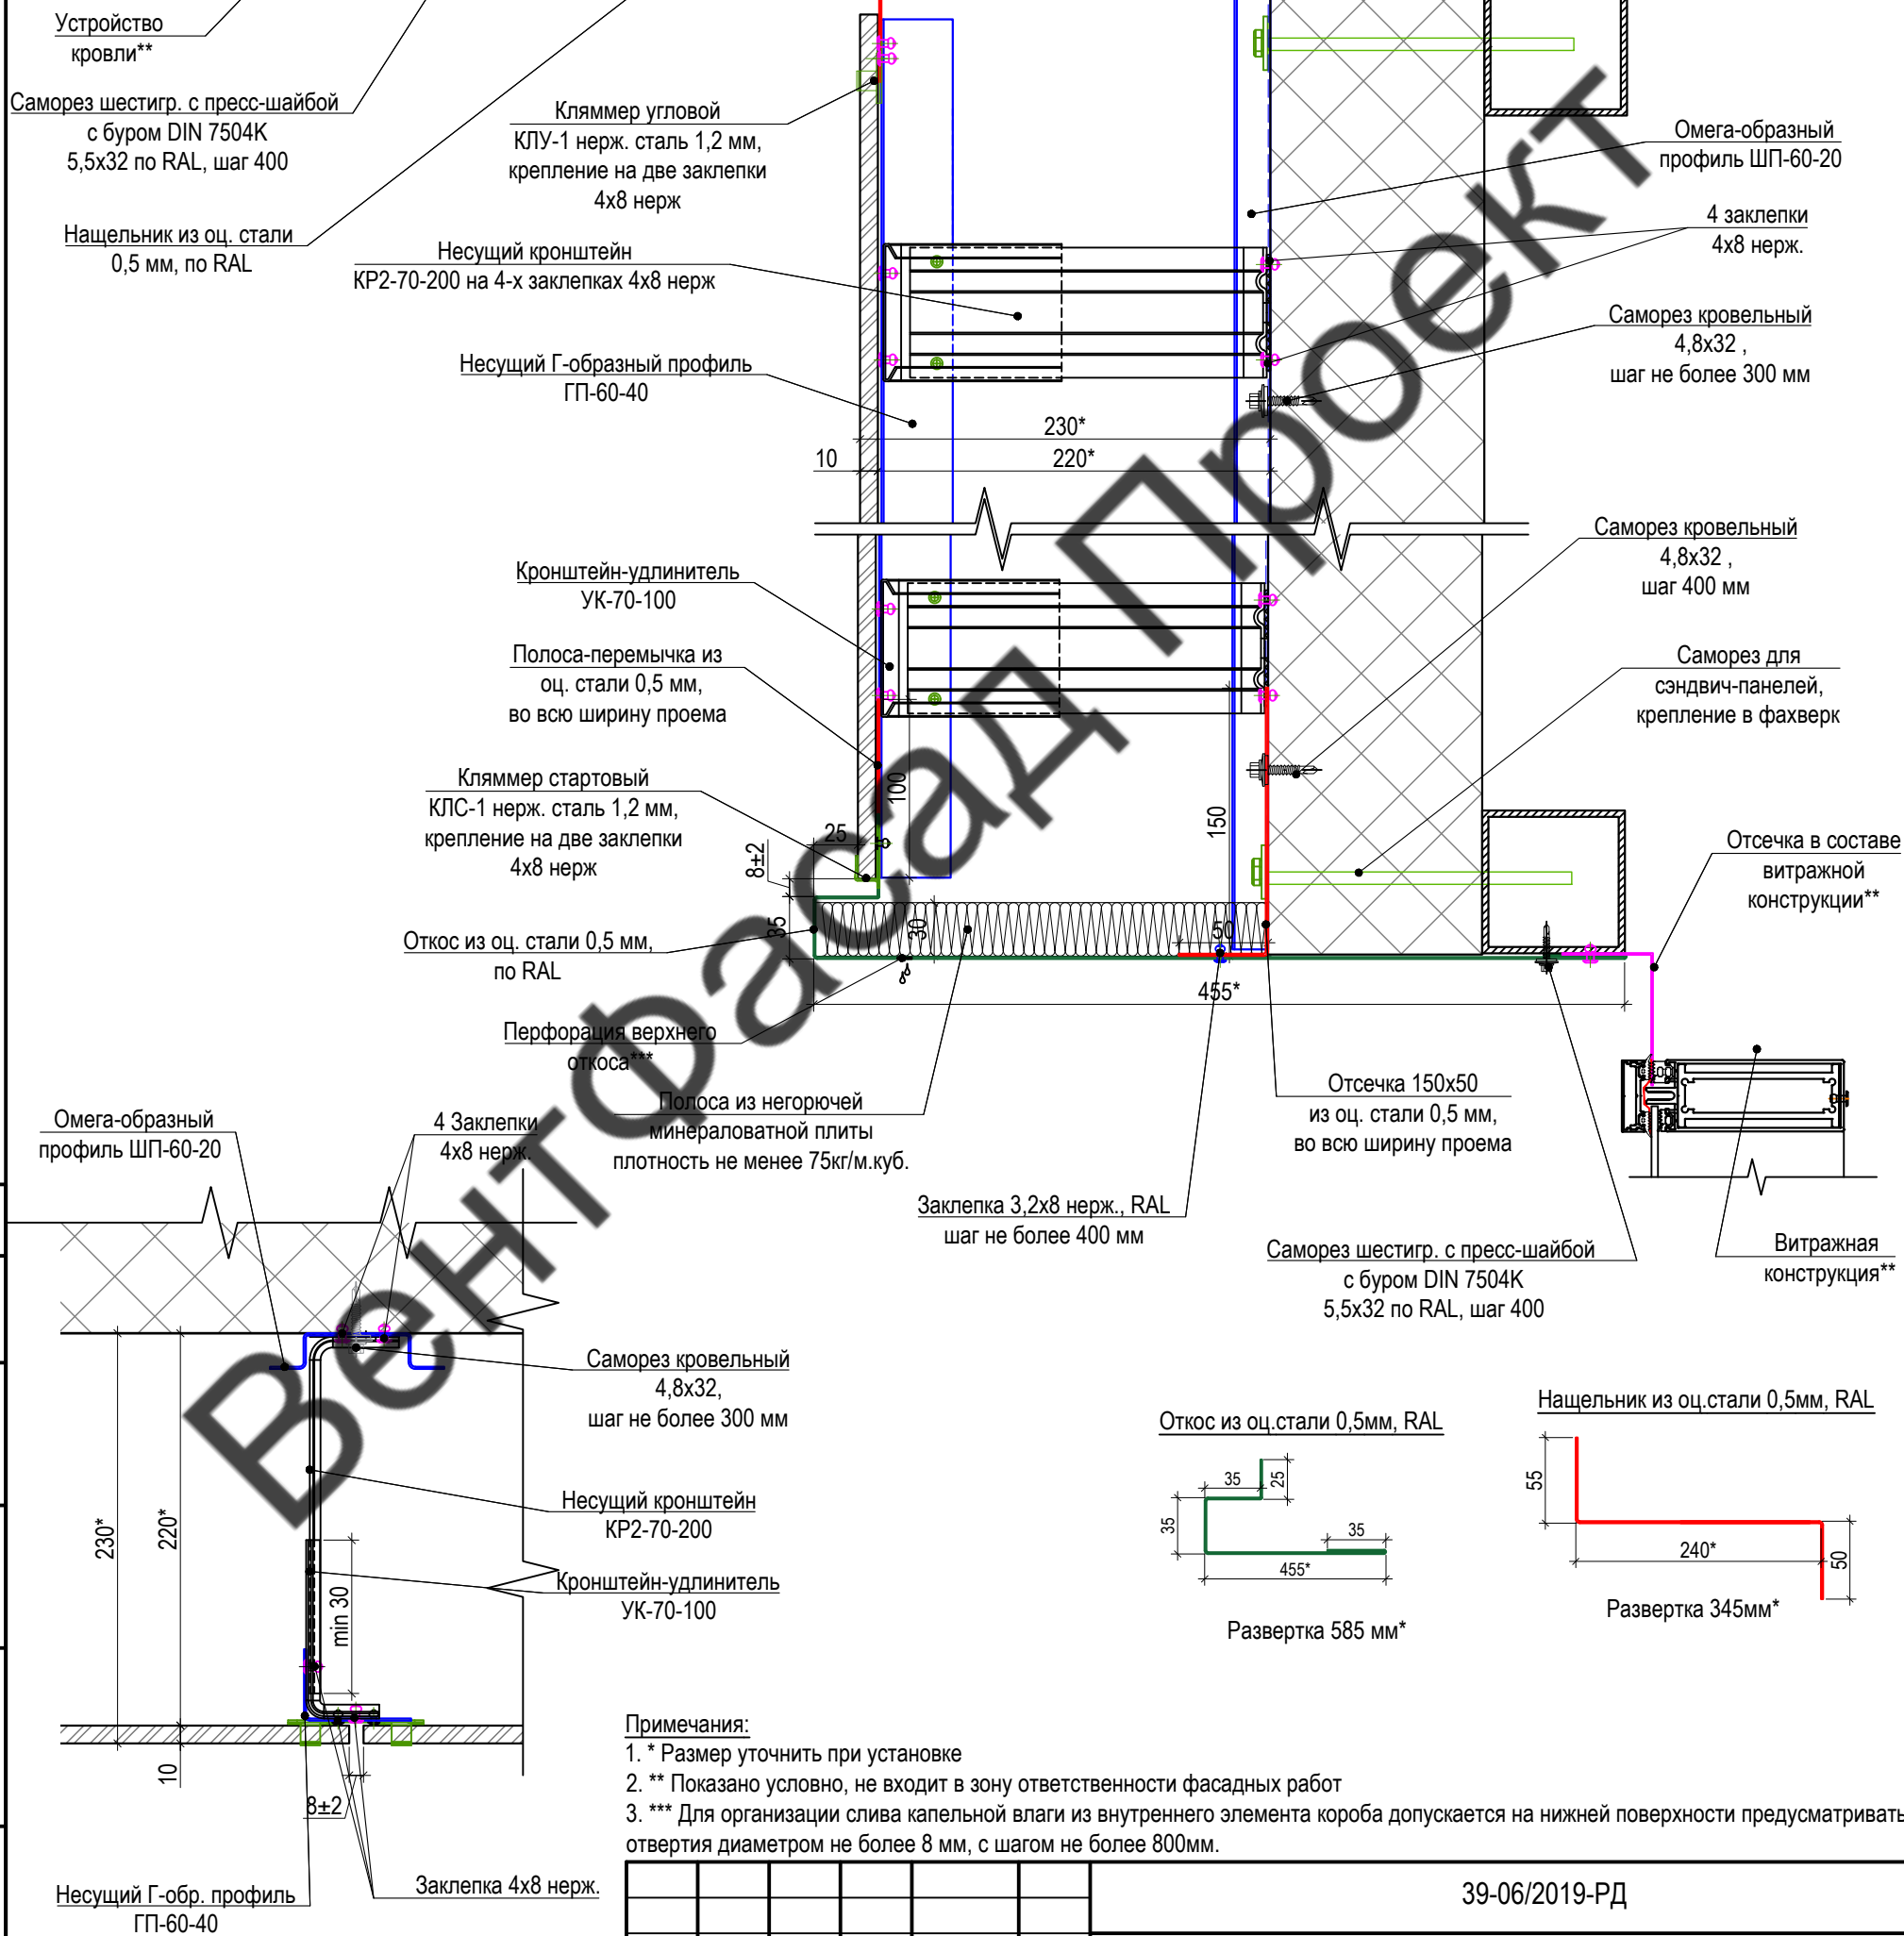 Устройство
кровли**
Саморез шестигр. с пресс-шайбой
с буром DIN 7504K
5,5х32 по RAL, шаг 400
Нащельник из оц. стали
0,5 мм, по RAL
Кляммер угловой
КЛУ-1 нерж. сталь 1,2 мм,
крепление на две заклепки
4х8 нерж
Несущий кронштейн
КР2-70-200 на 4-х заклепках 4х8 нерж
Несущий Г-образный профиль
ГП-60-40
Омега-образный
профиль ШП-60-20
4 заклепки
4х8 нерж.
Саморез кровельный
4,8х32 ,
шаг не более 300 мм
230*
10
220*
Саморез кровельный
4,8х32 ,
шаг 400 мм
Кронштейн-удлинитель
УК-70-100
Полоса-перемычка из
оц. стали 0,5 мм,
во всю ширину проема
Саморез для
сэндвич-панелей,
крепление в фахверк
Кляммер стартовый
КЛС-1 нерж. сталь 1,2 мм,
крепление на две заклепки
4х8 нерж
100
150
25
8±2
35
30
50
455*
Отсечка в составе
витражной
конструкции**
Откос из оц. стали 0,5 мм,
по RAL
Перфорация верхнего
откоса***
Полоса из негорючей
минераловатной плиты
плотность не менее 75кг/м.куб.
Отсечка 150х50
из оц. стали 0,5 мм,
во всю ширину проема
Заклепка 3,2х8 нерж., RAL
шаг не более 400 мм
Саморез шестигр. с пресс-шайбой
с буром DIN 7504K
5,5х32 по RAL, шаг 400
Витражная
конструкция**
Омега-образный
профиль ШП-60-20
4 Заклепки
4х8 нерж.
Саморез кровельный
4,8х32,
шаг не более 300 мм
Несущий кронштейн
КР2-70-200
Кронштейн-удлинитель
УК-70-100
230*
220*
min 30
10
8±2
Несущий Г-обр. профиль
ГП-60-40
Заклепка 4х8 нерж.
Откос из оц.стали 0,5мм, RAL
35
25
35
35
455*
Развертка 585 мм*
Нащельник из оц.стали 0,5мм, RAL
55
240*
50
Развертка 345мм*
Примечания:
1. * Размер уточнить при установке
2. ** Показано условно, не входит в зону ответственности фасадных работ
3. *** Для организации слива капельной влаги из внутреннего элемента короба допускается на нижней поверхности предусматривать
отвертия диаметром не более 8 мм, с шагом не более 800мм.
39-06/2019-РД
ВентФасад Проект